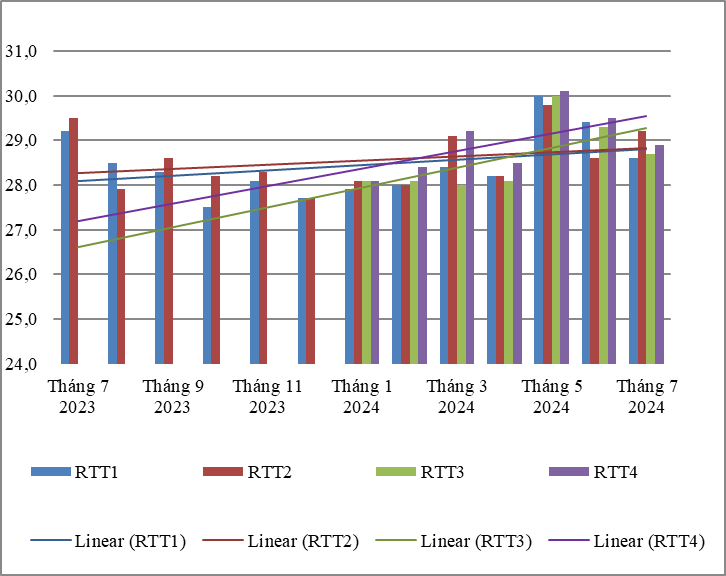 31,0
30,0
29,0
28,0
27,0
26,0
25,0
24,0
Tháng 7 Tháng 9 Tháng 11 Tháng 1 Tháng 3 Tháng 5 Tháng 7
2023 2023 2023 2024 2024 2024 2024
RTT1 RTT2 RTT3 RTT4
Linear (RTT1) Linear (RTT2) Linear (RTT3) Linear (RTT4)